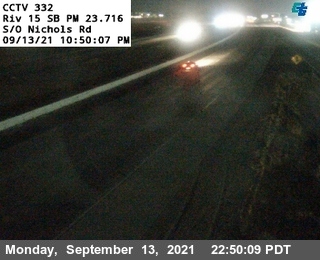 CCTV 332
Riv 15 SB PM 23.716
S/O Nichols Rd
09/13/21 10:50:07 PM
Monday, September 13, 2021 22:50:09 PDT